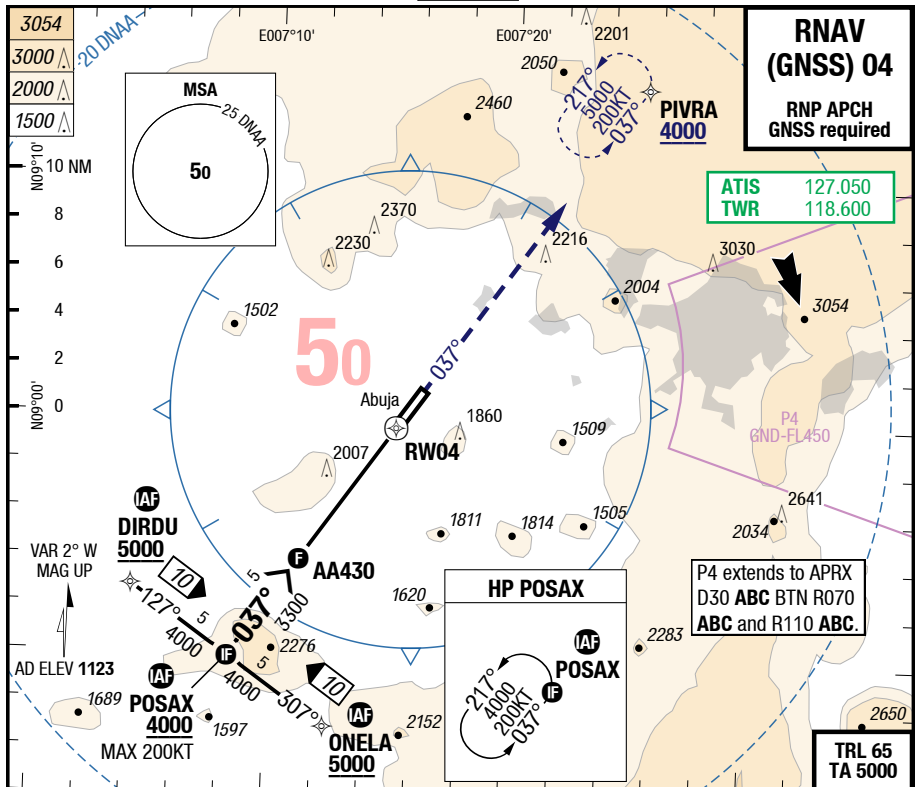 3054
3000
2000
1500
20 DNAA
E007°10'
E007°20'
2201
2050
2460
217°
5000
200KT
037°
PIVRA
4000
RNAV
(GNSS) 04
RNP APCH
GNSS required
MSA
25 DNAA
50
N09°10'
10 NM
8
6
4
2
0
N09°00'
ATIS 127.050
TWR 118.600
2370
2230
2216
3030
2004
3054
1502
50
037°
Abuja
RW04
1860
1509
P4
GND-FL450
2007
2641
2034
1811
1814
1505
IAF
DIRDU
5000
VAR 2° W
MAG UP
10
F
AA430
5
037°
3300
127°
5
4000
IF
2276
5
4000
307°
10
1620
HP POSAX
IAF
POSAX
IF
217°
4000
200KT
037°
P4 extends to APRX
D30 ABC BTN R070
ABC and R110 ABC.
2283
AD ELEV 1123
IAF
POSAX
4000
MAX 200KT
1689
1597
IAF
ONELA
5000
2152
2650
TRL 65
TA 5000